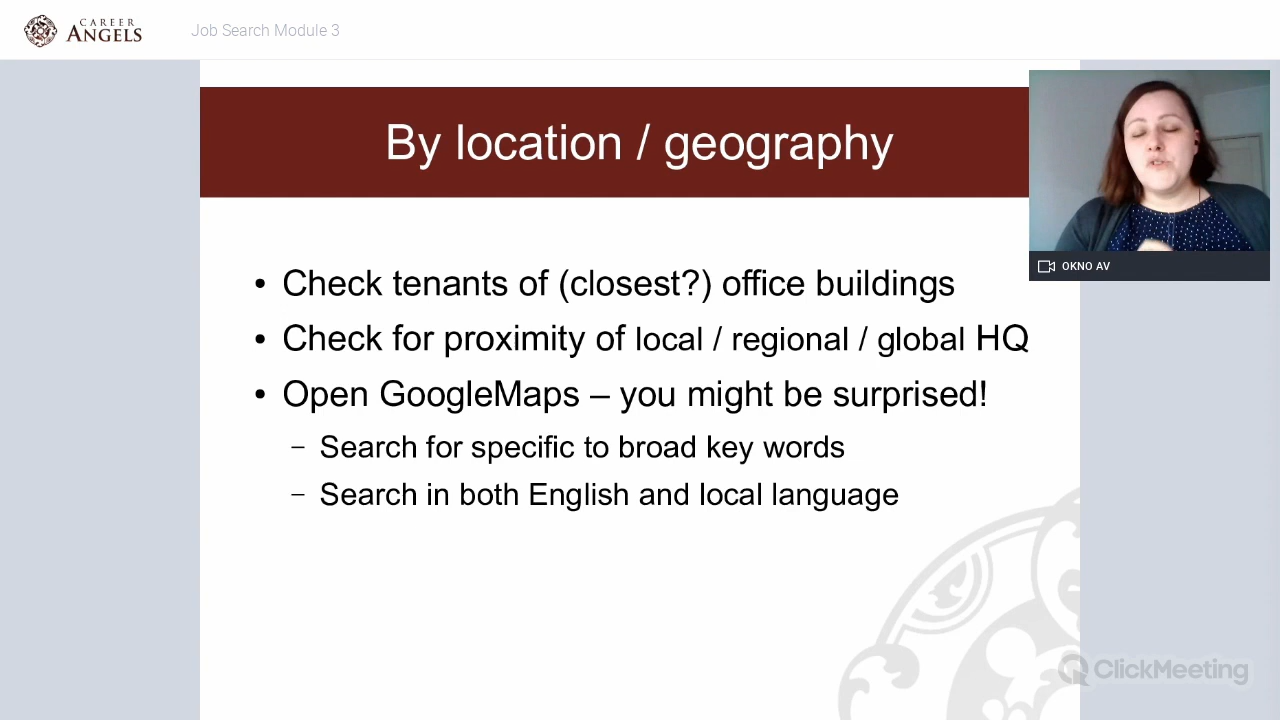 CAREER
ANGELS
Job Search Module 3
By location / geography
• Check tenants of (closest?) office buildings
• Check for proximity of local / regional / global HQ
• Open GoogleMaps – you might be surprised!
– Search for specific to broad key words
– Search in both English and local language
OKNO AV
ClickMeeting